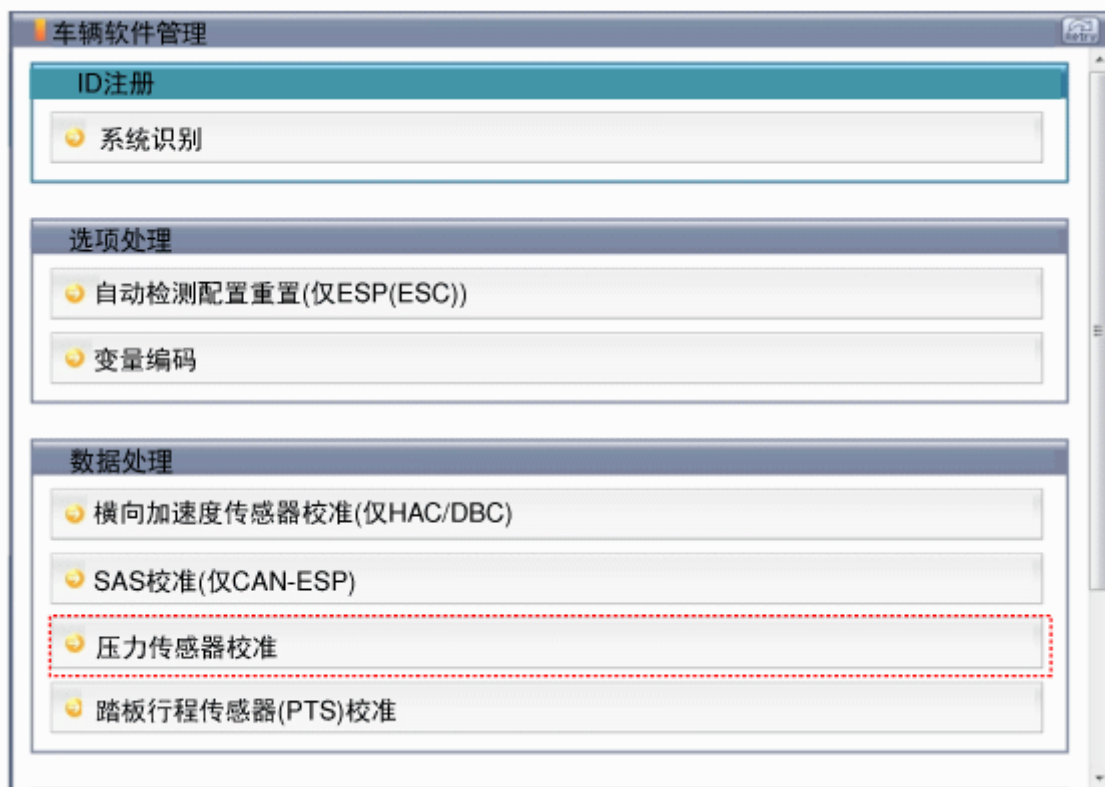 车辆软件管理
Retry
ID注册
系统识别
选项处理
自动检测配置重置(仅ESP(ESC))
变量编码
数据处理
横向加速度传感器校准(仅HAC/DBC)
SAS校准(仅CAN-ESP)
压力传感器校准
踏板行程传感器(PTS)校准